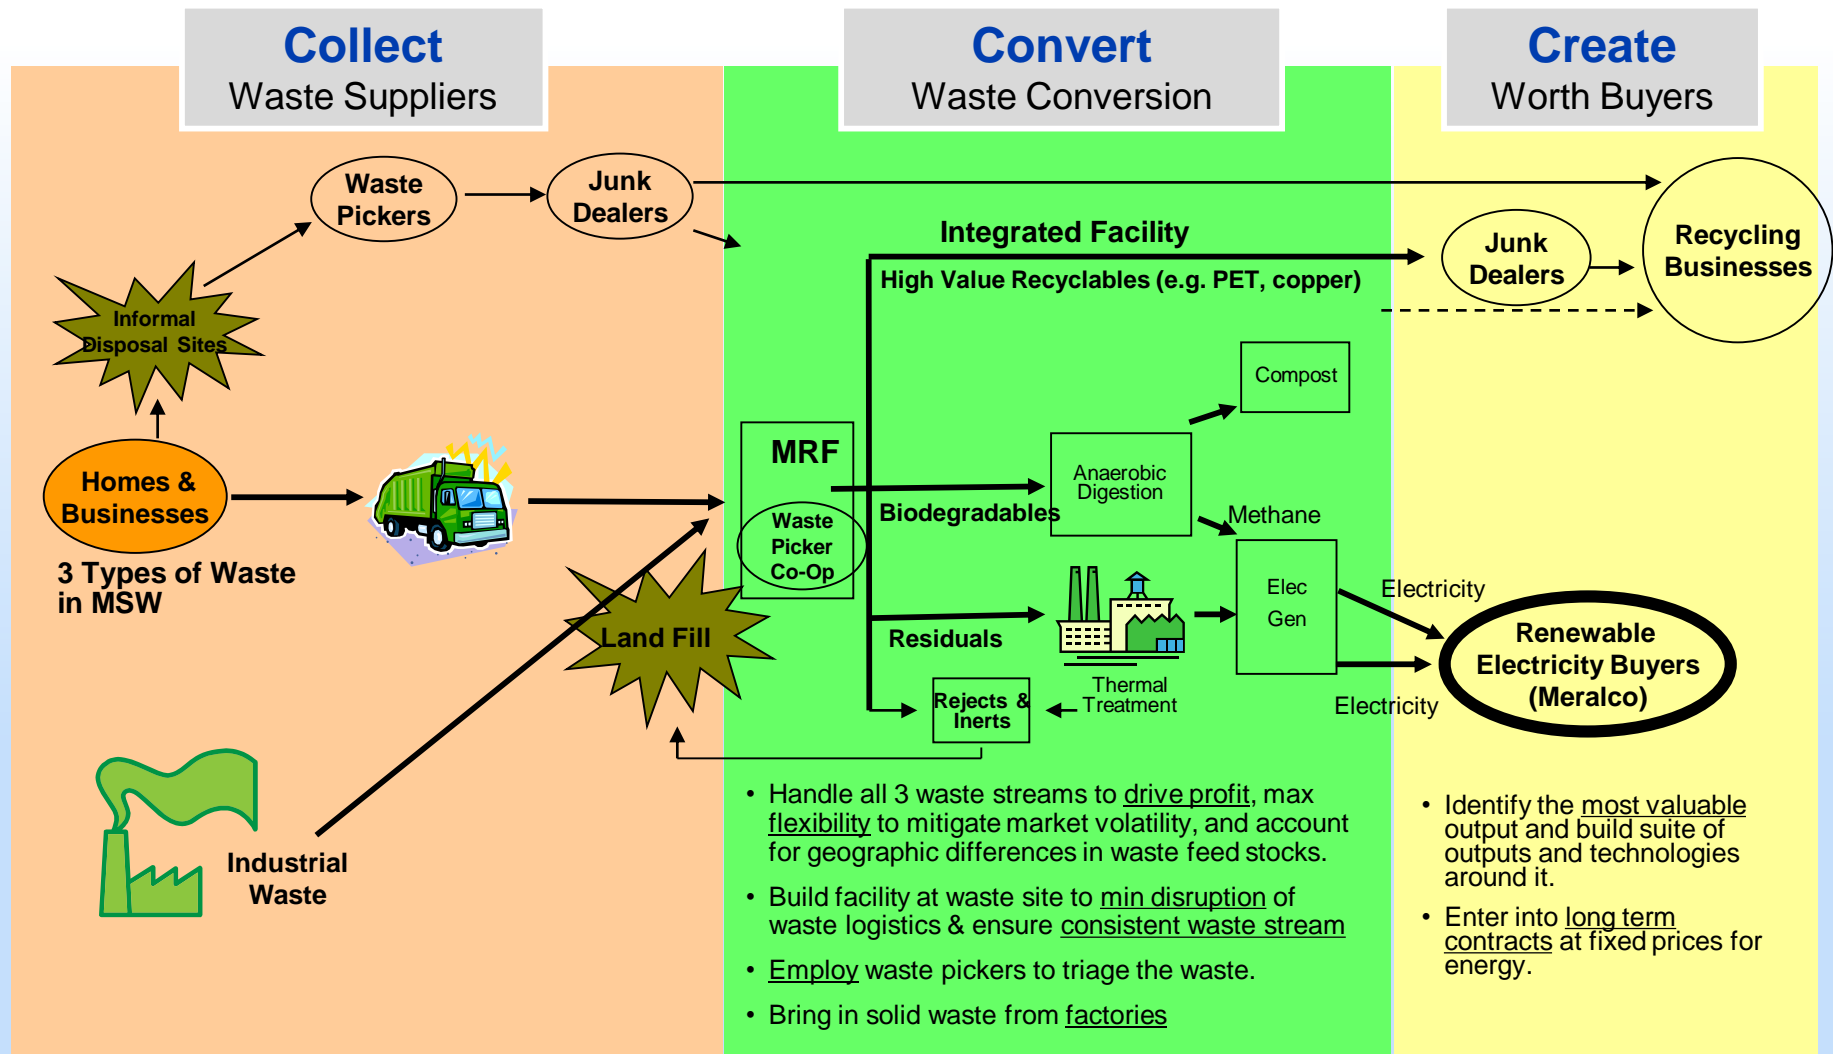 Collect
Waste Suppliers
Convert
Waste Conversion
Create
Worth Buyers
Waste
Pickers
Junk
Dealers
Informal
Disposal Sites
Homes &
Businesses
3 Types of Waste
in MSW
Land Fill
Industrial
Waste
Integrated Facility
High Value Recyclables (e.g. PET, copper)
MRF
Waste
Picker
Co-Op
Biodegradables
Anaerobic
Digestion
Compost
Methane
Residuals
Thermal
Treatment
Elec
Gen
Rejects &
Inerts
Electricity
Electricity
Junk
Dealers
Recycling
Businesses
Renewable
Electricity Buyers
(Meralco)
• Handle all 3 waste streams to drive profit, max
flexibility to mitigate market volatility, and account
for geographic differences in waste feed stocks.
• Build facility at waste site to min disruption of
waste logistics & ensure consistent waste stream
• Employ waste pickers to triage the waste.
• Bring in solid waste from factories
• Identify the most valuable
output and build suite of
outputs and technologies
around it.
• Enter into long term
contracts at fixed prices for
energy.